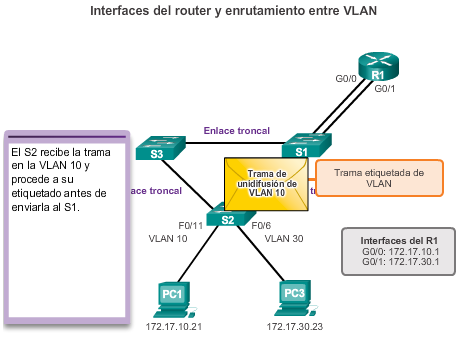 Interfaces del router y enrutamiento entre VLAN
R1
G0/0
G0/1
Enlace troncal
S3
S1
El S2 recibe la trama
en la VLAN 10 y
procede a su
etiquetado antes de
enviarla al S1.
Trama de
unidifusión de
VLAN 10
Trama etiquetada de
VLAN
lace troncal
S2
F0/11
F0/6
VLAN 10
VLAN 30
Interfaces del R1
G0/0: 172.17.10.1
G0/1: 172.17.30.1
PC1
PC3
172.17.10.21
172.17.30.23